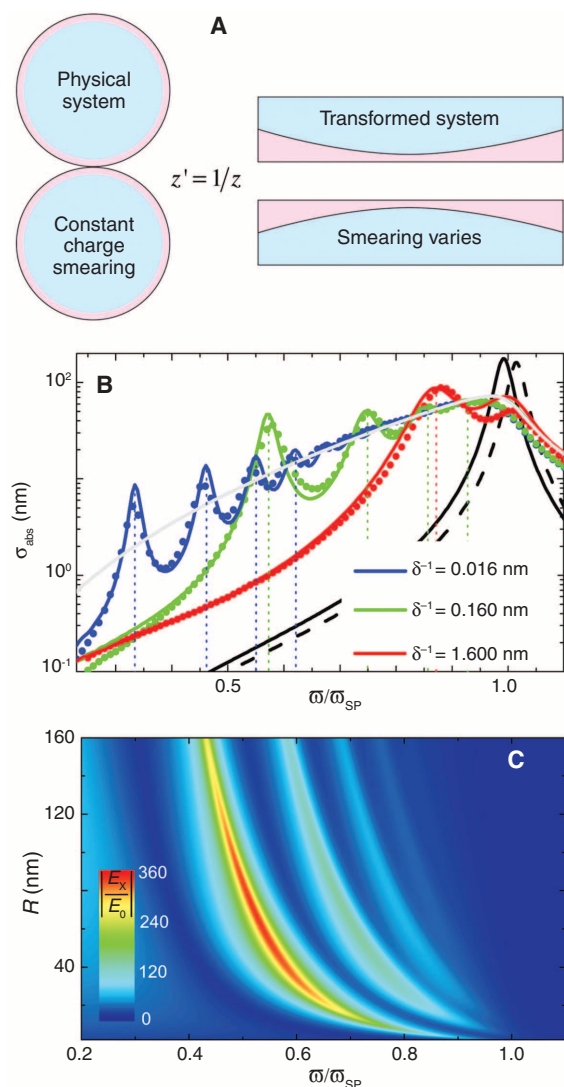 A
Physical
system
Constant
charge
smearing
z' = 1/z
Transformed system
Smearing varies
B
10²
10¹
10⁰
10⁻¹
σabs (nm)
δ⁻¹ = 0.016 nm
δ⁻¹ = 0.160 nm
δ⁻¹ = 1.600 nm
0.5
1.0
ϖ/ϖSP
C
160
120
80
40
R (nm)
|Ex/E0|
360
240
120
0
0.2
0.4
0.6
0.8
1.0
ϖ/ϖSP